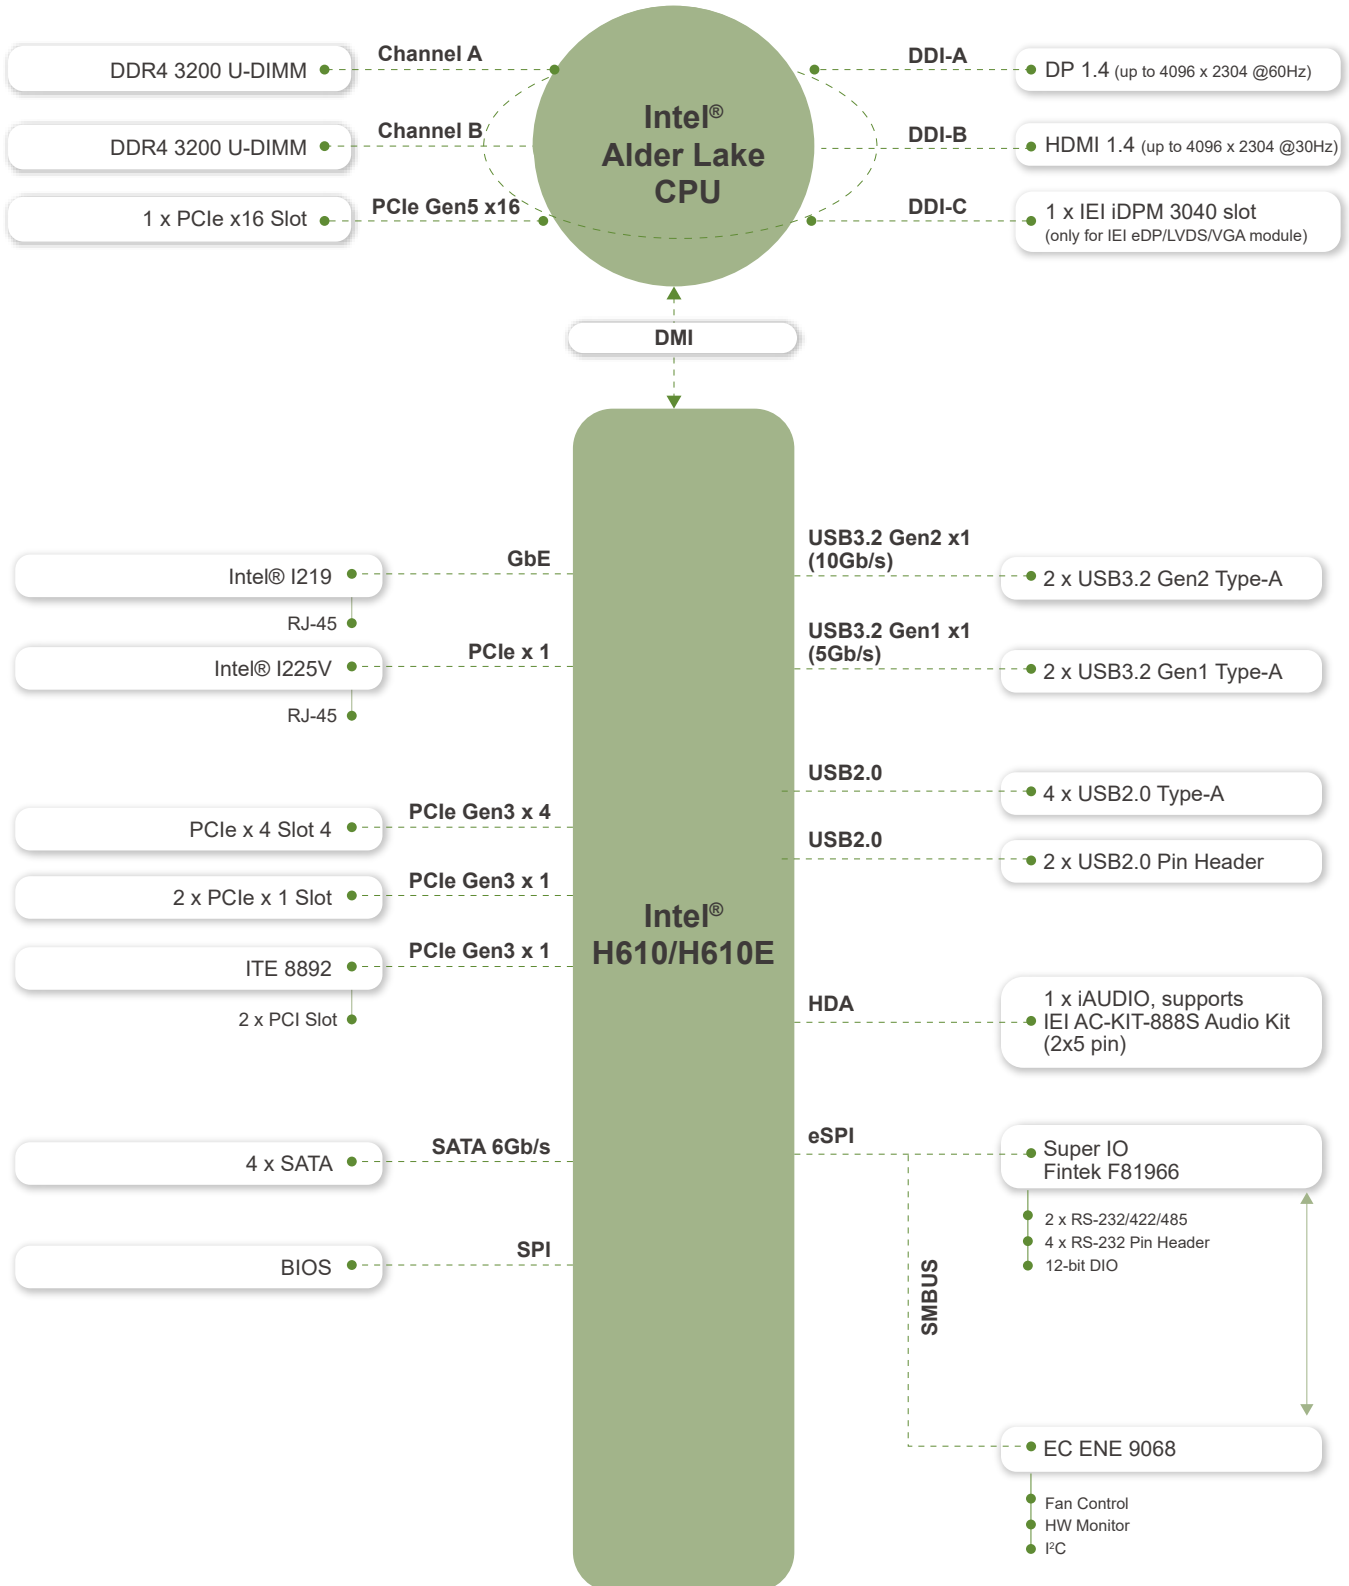 Channel A
DDR4 3200 U-DIMM
Channel B
DDR4 3200 U-DIMM
PCIe Gen5 x16
1 x PCIe x16 Slot
Intel®
Alder Lake
CPU
DDI-A
DP 1.4 (up to 4096 x 2304 @60Hz)
DDI-B
HDMI 1.4 (up to 4096 x 2304 @30Hz)
DDI-C
1 x IEI iDPM 3040 slot
(only for IEI eDP/LVDS/VGA module)
DMI
GbE
Intel® I219
RJ-45
PCIe x 1
Intel® I225V
RJ-45
PCIe Gen3 x 4
PCIe x 4 Slot 4
PCIe Gen3 x 1
2 x PCIe x 1 Slot
PCIe Gen3 x 1
ITE 8892
2 x PCI Slot
SATA 6Gb/s
4 x SATA
SPI
BIOS
Intel®
H610/H610E
USB3.2 Gen2 x1
(10Gb/s)
2 x USB3.2 Gen2 Type-A
USB3.2 Gen1 x1
(5Gb/s)
2 x USB3.2 Gen1 Type-A
USB2.0
4 x USB2.0 Type-A
USB2.0
2 x USB2.0 Pin Header
HDA
1 x iAUDIO, supports
IEI AC-KIT-888S Audio Kit
(2x5 pin)
eSPI
Super IO
Fintek F81966
2 x RS-232/422/485
4 x RS-232 Pin Header
12-bit DIO
SMBUS
EC ENE 9068
Fan Control
HW Monitor
I²C